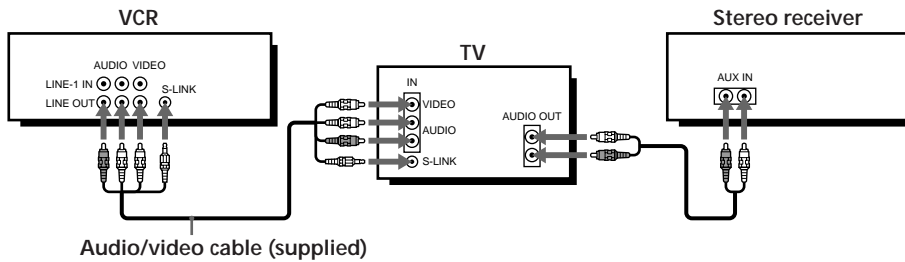 VCR
AUDIO VIDEO
LINE-1 IN
LINE OUT
S-LINK
TV
IN
VIDEO
AUDIO
S-LINK
AUDIO OUT
Stereo receiver
AUX IN
Audio/video cable (supplied)